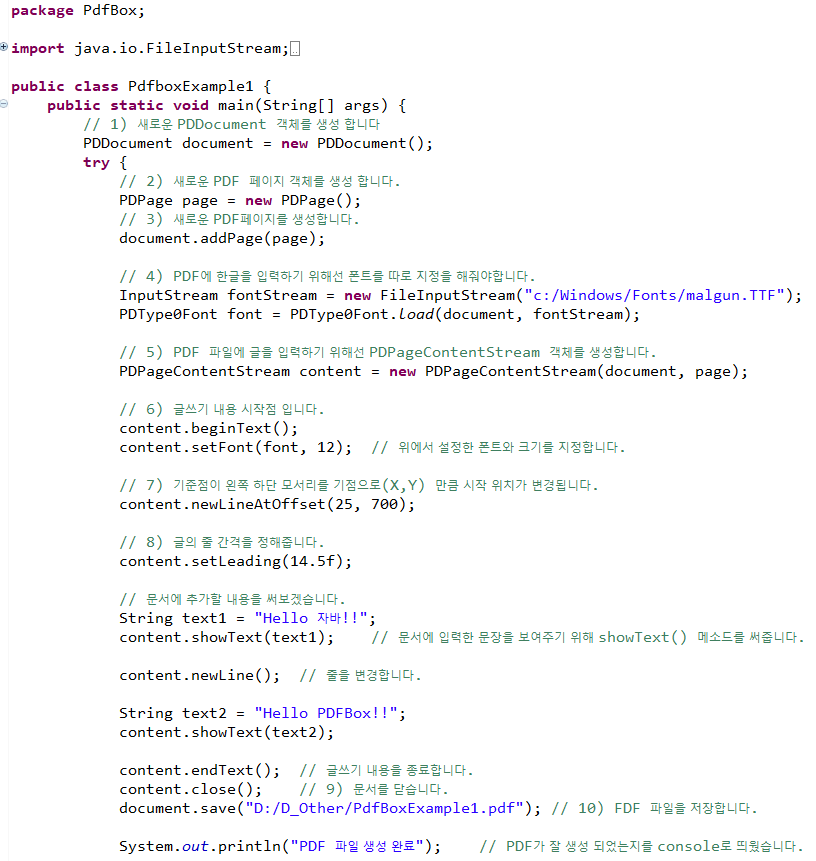 package PdfBox;
import java.io.FileInputStream;
public class PdfboxExample1 {
public static void main(String[] args) {
// 1) 새로운 PDDocument 객체를 생성 합니다
PDDocument document = new PDDocument();
try {
// 2) 새로운 PDF 페이지 객체를 생성 합니다.
PDPage page = new PDPage();
// 3) 새로운 PDF페이지를 생성합니다.
document.addPage(page);
// 4) PDF에 한글을 입력하기 위해선 폰트를 따로 지정을 해줘야합니다.
InputStream fontStream = new FileInputStream("c:/Windows/Fonts/malgun.TTF");
PDType0Font font = PDType0Font.load(document, fontStream);
// 5) PDF 파일에 글을 입력하기 위해선 PDPageContentStream 객체를 생성합니다.
PDPageContentStream content = new PDPageContentStream(document, page);
// 6) 글쓰기 내용 시작점 입니다.
content.beginText();
content.setFont(font, 12); // 위에서 설정한 폰트와 크기를 지정합니다.
// 7) 기준점이 왼쪽 하단 모서리를 기점으로(X,Y) 만큼 시작 위치가 변경됩니다.
content.newLineAtOffset(25, 700);
// 8) 글의 줄 간격을 정해줍니다.
content.setLeading(14.5f);
// 문서에 추가할 내용을 써보겠습니다.
String text1 = "Hello 자바!!";
content.showText(text1); // 문서에 입력한 문장을 보여주기 위해 showText() 메소드를 써줍니다.
content.newLine(); // 줄을 변경합니다.
String text2 = "Hello PDFBox!!";
content.showText(text2);
content.endText(); // 글쓰기 내용을 종료합니다.
content.close(); // 9) 문서를 닫습니다.
document.save("D:/D_Other/PdfBoxExample1.pdf"); // 10) FDF 파일을 저장합니다.
System.out.println("PDF 파일 생성 완료"); // PDF가 잘 생성 되었는지를 console로 띄웠습니다.